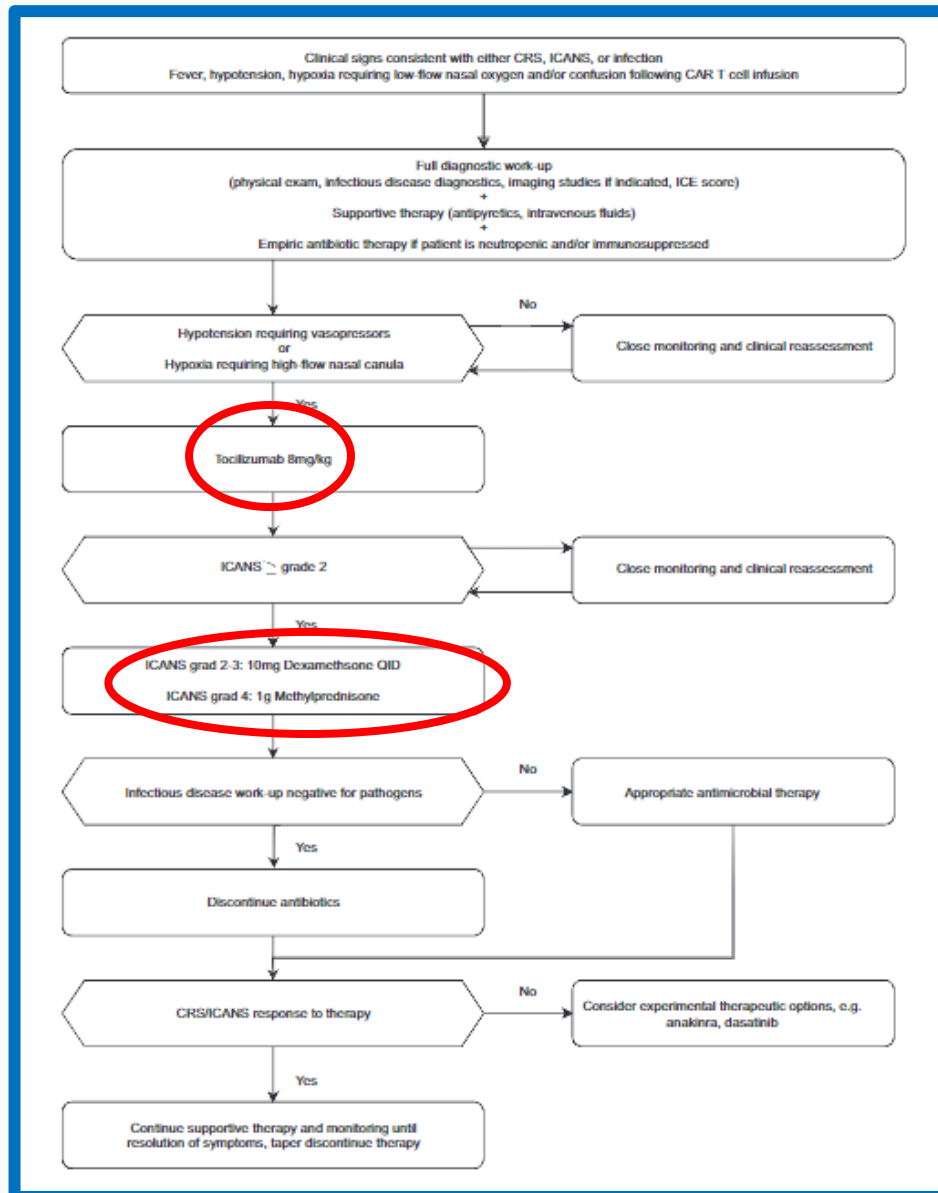 Clinical signs consistent with either CRS, ICANS, or infection
Fever, hypotension, hypoxia requiring low-flow nasal oxygen and/or confusion following CAR T cell infusion
Full diagnostic work-up
(physical exam, infectious disease diagnostics, imaging studies if indicated, ICE score)
+
Supportive therapy (antipyretics, intravenous fluids)
+
Empiric antibiotic therapy if patient is neutropenic and/or immunosuppressed
No
Hypotension requiring vasopressors
or
Hypoxia requiring high-flow nasal canula
Close monitoring and clinical reassessment
Yes
Tocilizumab 8mg/kg
ICANS ≥ grade 2
Close monitoring and clinical reassessment
Yes
ICANS grad 2-3: 10mg Dexamethsone QID
ICANS grad 4: 1g Methylprednisone
No
Infectious disease work-up negative for pathogens
Appropriate antimicrobial therapy
Yes
Discontinue antibiotics
No
CRS/ICANS response to therapy
Consider experimental therapeutic options, e.g.
anakinra, dasatinib
Yes
Continue supportive therapy and monitoring until
resolution of symptoms, taper discontinue therapy